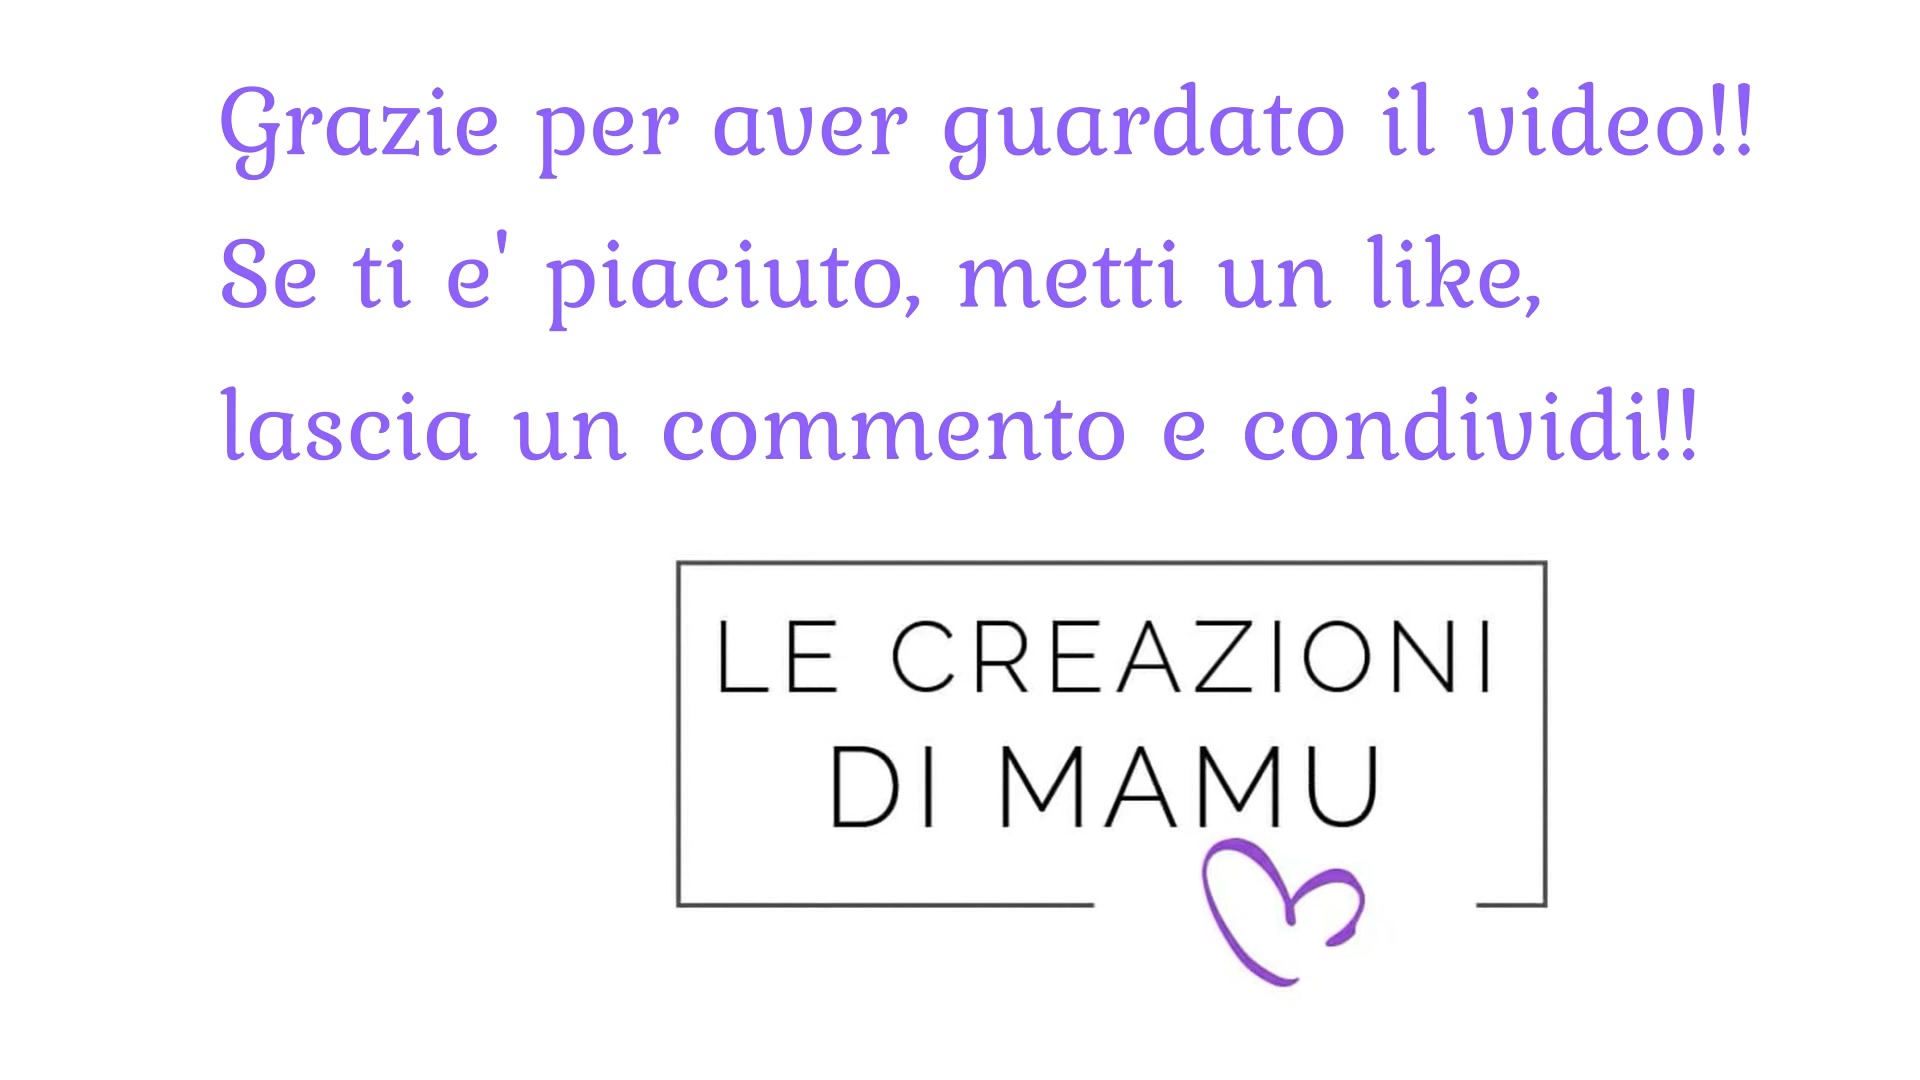 Grazie per aver guardato il video!!
Se ti e' piaciuto, metti un like,
lascia un commento e condividi!!
LE CREAZIONI
DI MAMU